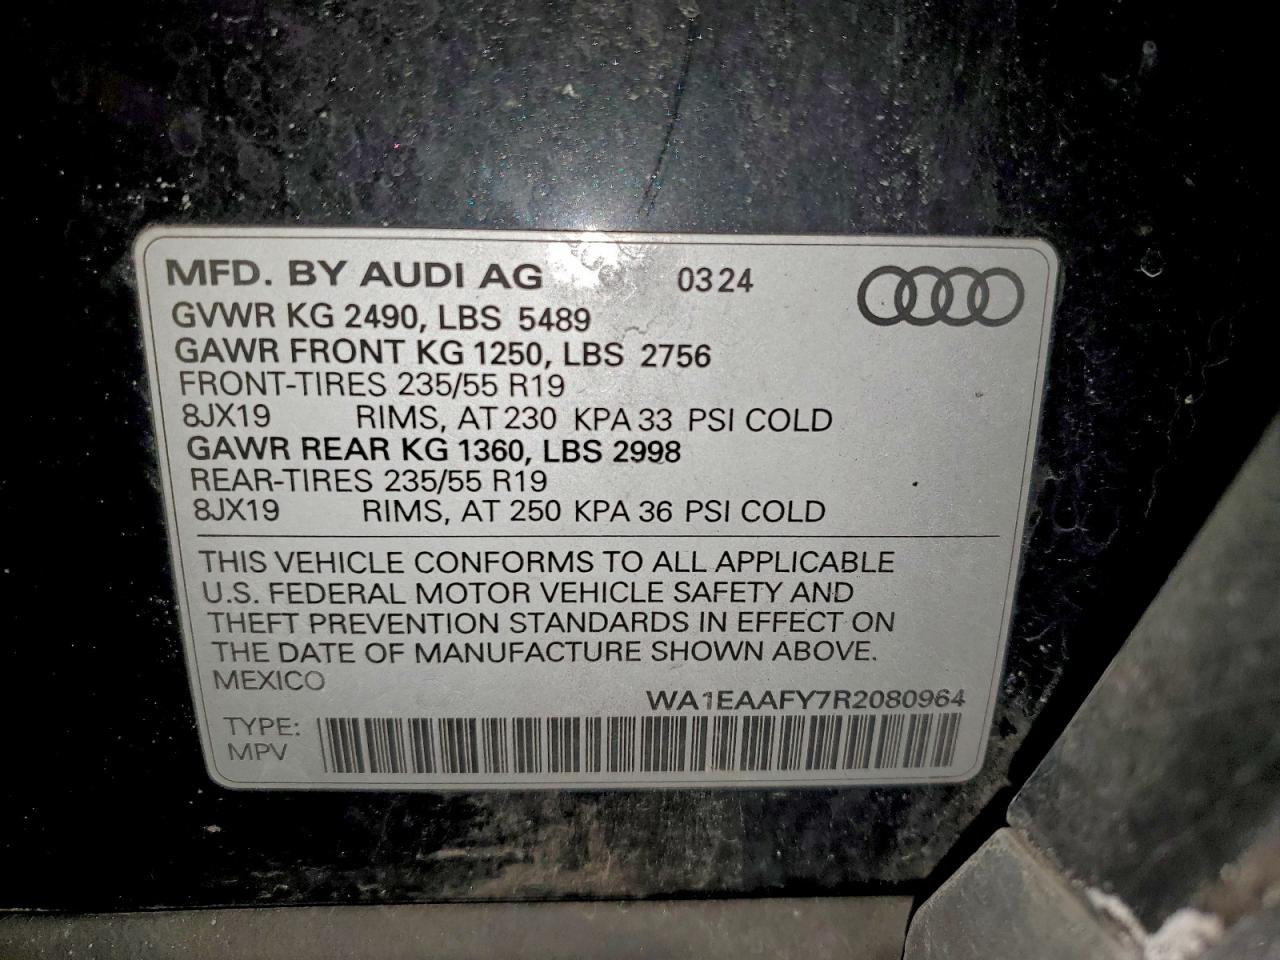 MFD. BY AUDI AG 0324
GVWR KG 2490, LBS 5489
GAWR FRONT KG 1250, LBS 2756
FRONT-TIRES 235/55 R19
8JX19 RIMS, AT 230 KPA 33 PSI COLD
GAWR REAR KG 1360, LBS 2998
REAR-TIRES 235/55 R19
8JX19 RIMS, AT 250 KPA 36 PSI COLD
THIS VEHICLE CONFORMS TO ALL APPLICABLE
U.S. FEDERAL MOTOR VEHICLE SAFETY AND
THEFT PREVENTION STANDARDS IN EFFECT ON
THE DATE OF MANUFACTURE SHOWN ABOVE.
MEXICO
WA1EAAFY7R2080964
TYPE:
MPV